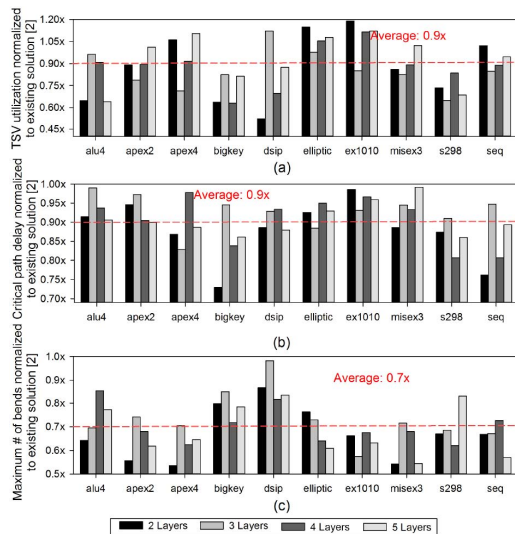 TSV utilization normalized
to existing solution [2]
1.20x
1.05x
0.90x
0.75x
0.60x
0.45x
Average: 0.9x
alu4 apex2 apex4 bigkey dsip elliptic ex1010 misex3 s298 seq
(a)
Critical path delay normalized
to existing solution [2]
1.00x
0.95x
0.90x
0.85x
0.80x
0.75x
0.70x
Average: 0.9x
alu4 apex2 apex4 bigkey dsip elliptic ex1010 misex3 s298 seq
(b)
Maximum # of bends normalized
to existing solution [2]
1.0x
0.9x
0.8x
0.7x
0.6x
0.5x
Average: 0.7x
alu4 apex2 apex4 bigkey dsip elliptic ex1010 misex3 s298 seq
(c)
2 Layers 3 Layers 4 Layers 5 Layers